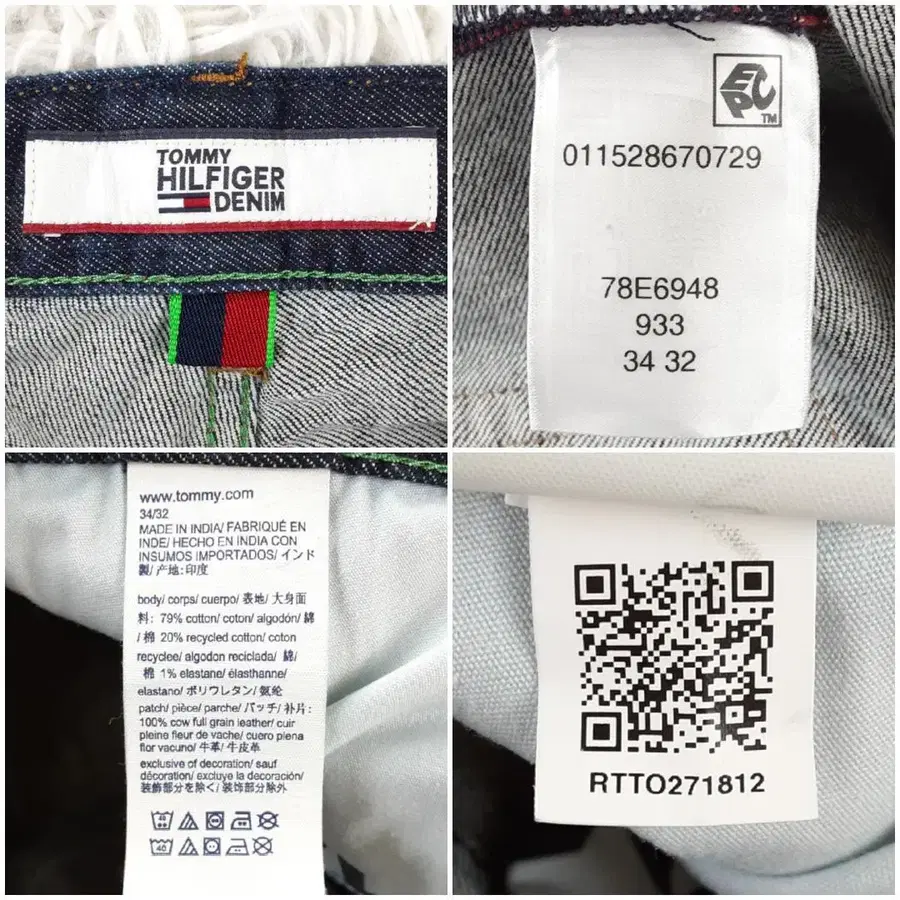 TOMMY
HILFIGER
DENIM
EPC
TM
011528670729
78E6948
933
34 32
www.tommy.com
34/32
MADE IN INDIA/ FABRIQUÉ EN
INDE/ HECHO EN INDIA CON
INSUMOS IMPORTADOS/ インド
製/ 产地:印度
body/ corps/ cuerpo/ 表地/ 大身面
料: 79% cotton/ coton/ algodón/ 綿
/ 棉 20% recycled cotton/ coton
recyclee/ algodon reciclada/ 綿/
棉 1% elastane/ élasthanne/
elastano/ ポリウレタン/ 氨纶
patch/ pièce/ parche/ パッチ/ 补片:
100% cow full grain leather/ cuir
pleine fleur de vache/ cuero plena
flor vacuno/ 牛革/ 牛皮革
exclusive of decoration/ sauf
décoration/ excluye la decoración/
装飾部分を除く/ 装饰部分除外
40
40
RTTO271812